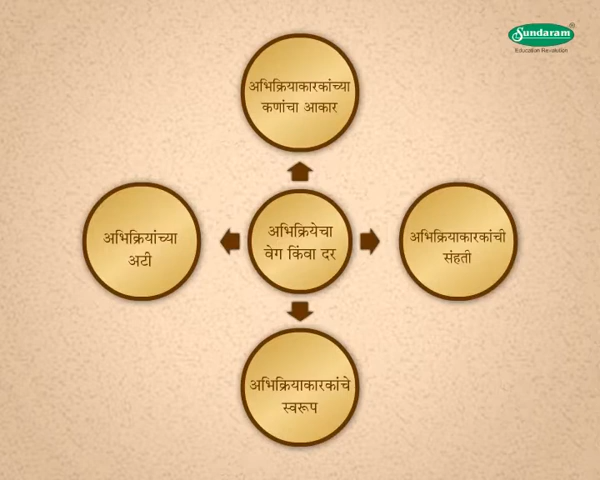 Sundaram®
Education Revolution
अभिक्रियाकारकांच्या
कणांचा आकार
अभिक्रियांच्या
अटी
अभिक्रियेचा
वेग किंवा दर
अभिक्रियाकारकांची
संहती
अभिक्रियाकारकांचे
स्वरूप